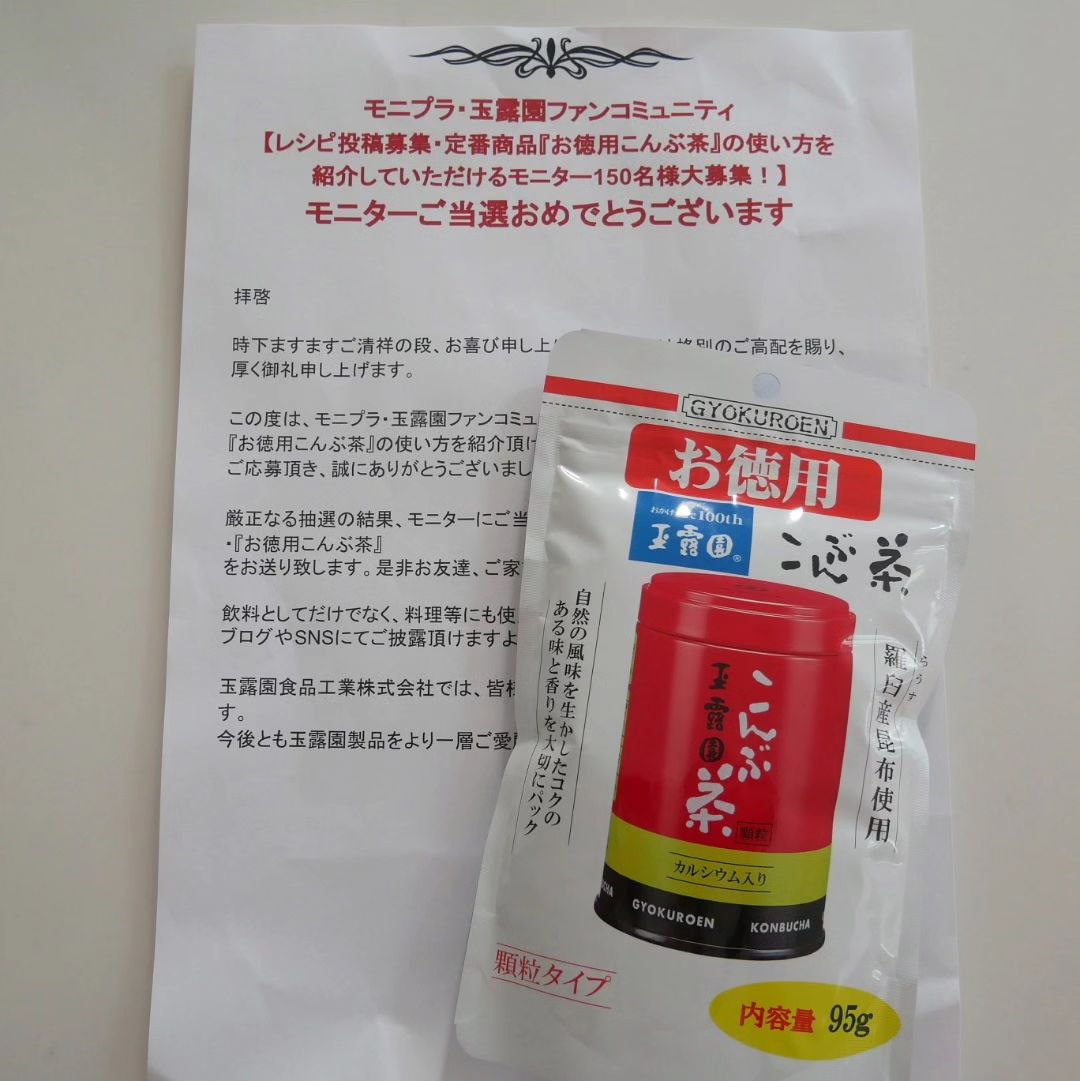 モニプラ・玉露園ファンコミュニティ
【レシピ投稿募集・定番商品『お徳用こんぶ茶』の使い方を
紹介していただけるモニター150名様大募集！】
モニターご当選おめでとうございます
拝啓
時下ますますご清祥の段、お喜び申し上
格別のご高配を賜り、
厚く御礼申し上げます。
この度は、モニプラ・玉露園ファンコミュ
『お徳用こんぶ茶』の使い方を紹介頂け
ご応募頂き、誠にありがとうございまし
厳正なる抽選の結果、モニターにご当
・『お徳用こんぶ茶』
をお送り致します。是非お友達、ご家
飲料としてだけでなく、料理等にも使
ブログやSNSにてご披露頂けますよ
玉露園食品工業株式会社では、皆様
す。
今後とも玉露園製品をより一層ご愛
GYOKUROEN
お徳用
100th
玉露園®
こんぶ茶
自然の風味を生かしたコクの
ある味と香りを大切にパック
らうす
羅臼産昆布使用
こんぶ茶
玉露園
顆粒
カルシウム入り
UCHA
GYOKUROEN
KONBUCHA
顆粒タイプ
内容量 95g